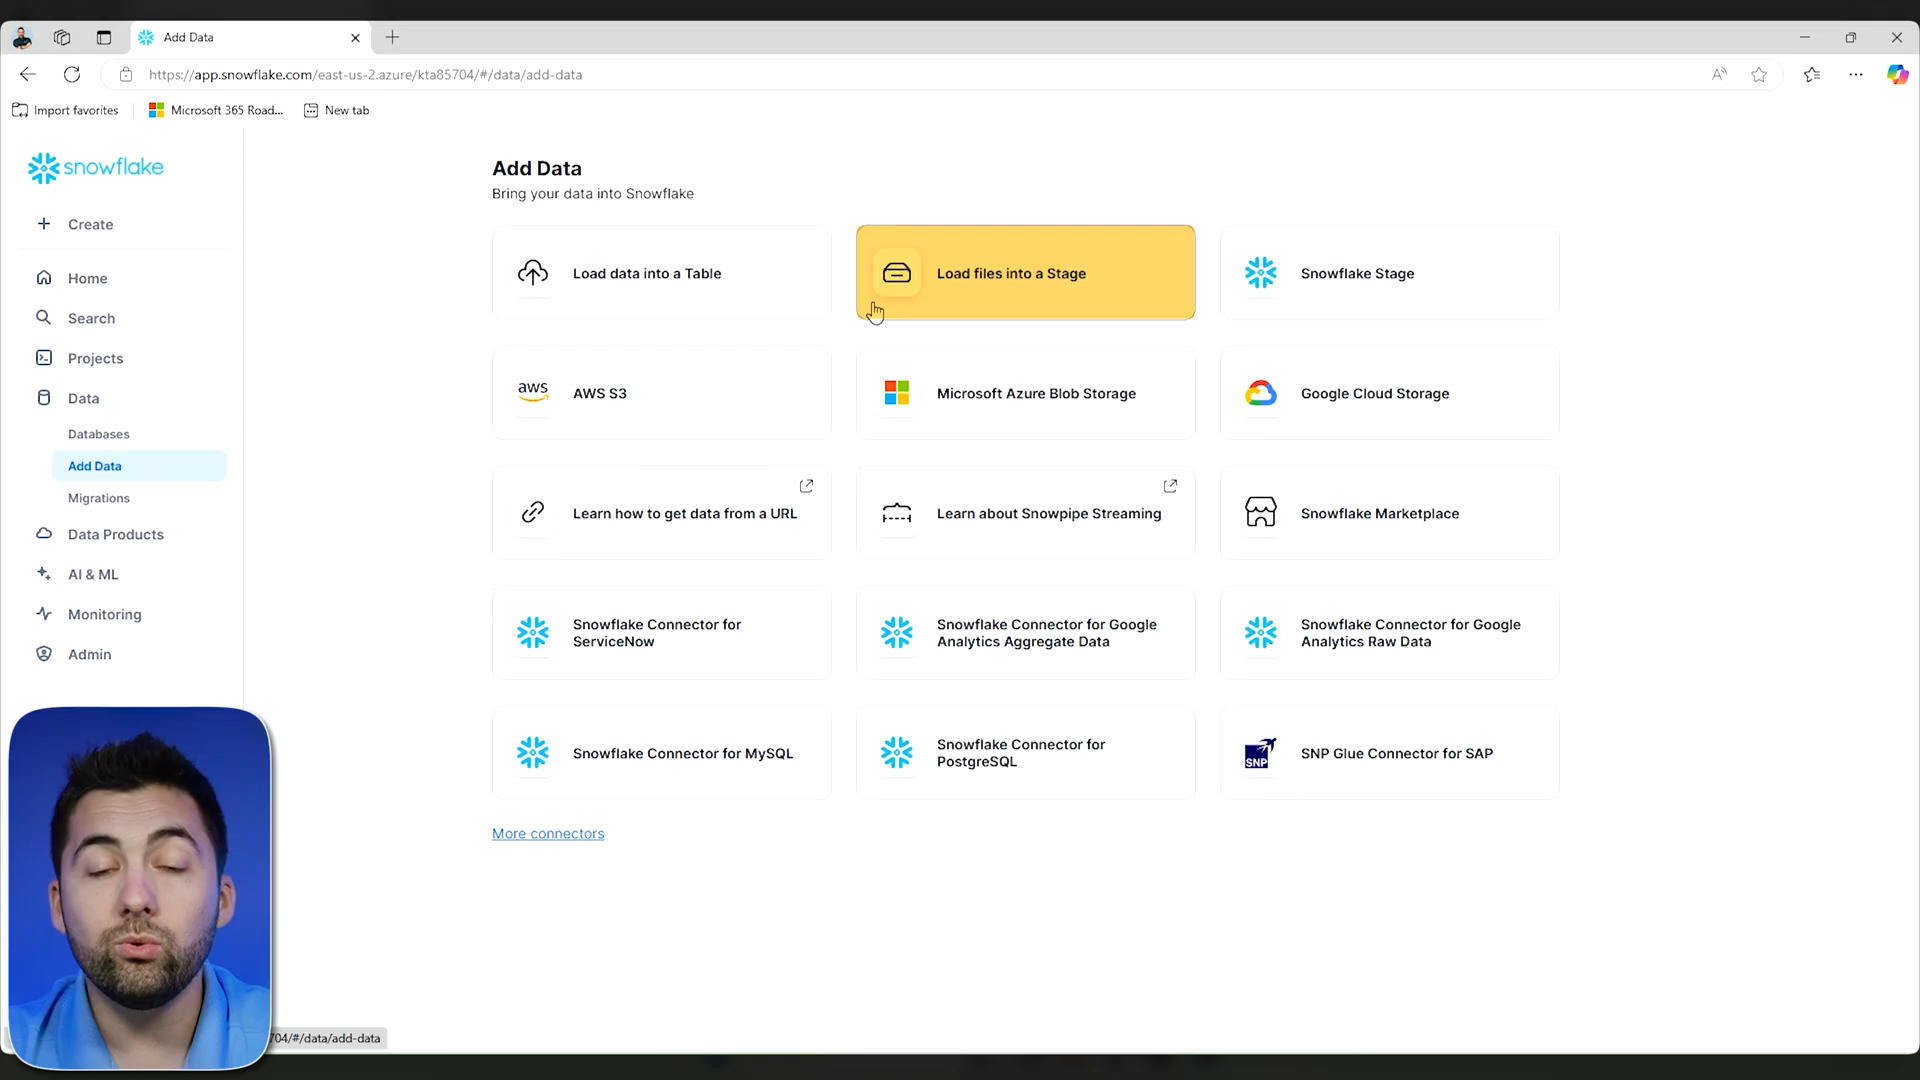 Add Data
https://app.snowflake.com/east-us-2.azure/kta85704/#/data/add-data
Import favorites
Microsoft 365 Road...
New tab
snowflake
Create
Home
Search
Projects
Data
Databases
Add Data
Migrations
Data Products
AI & ML
Monitoring
Admin
Add Data
Bring your data into Snowflake
Load data into a Table
Load files into a Stage
Snowflake Stage
aws
AWS S3
Microsoft Azure Blob Storage
Google Cloud Storage
Learn how to get data from a URL
Learn about Snowpipe Streaming
Snowflake Marketplace
Snowflake Connector for
ServiceNow
Snowflake Connector for Google
Analytics Aggregate Data
Snowflake Connector for Google
Analytics Raw Data
Snowflake Connector for MySQL
Snowflake Connector for
PostgreSQL
SNP
SNP Glue Connector for SAP
More connectors
704/#/data/add-data